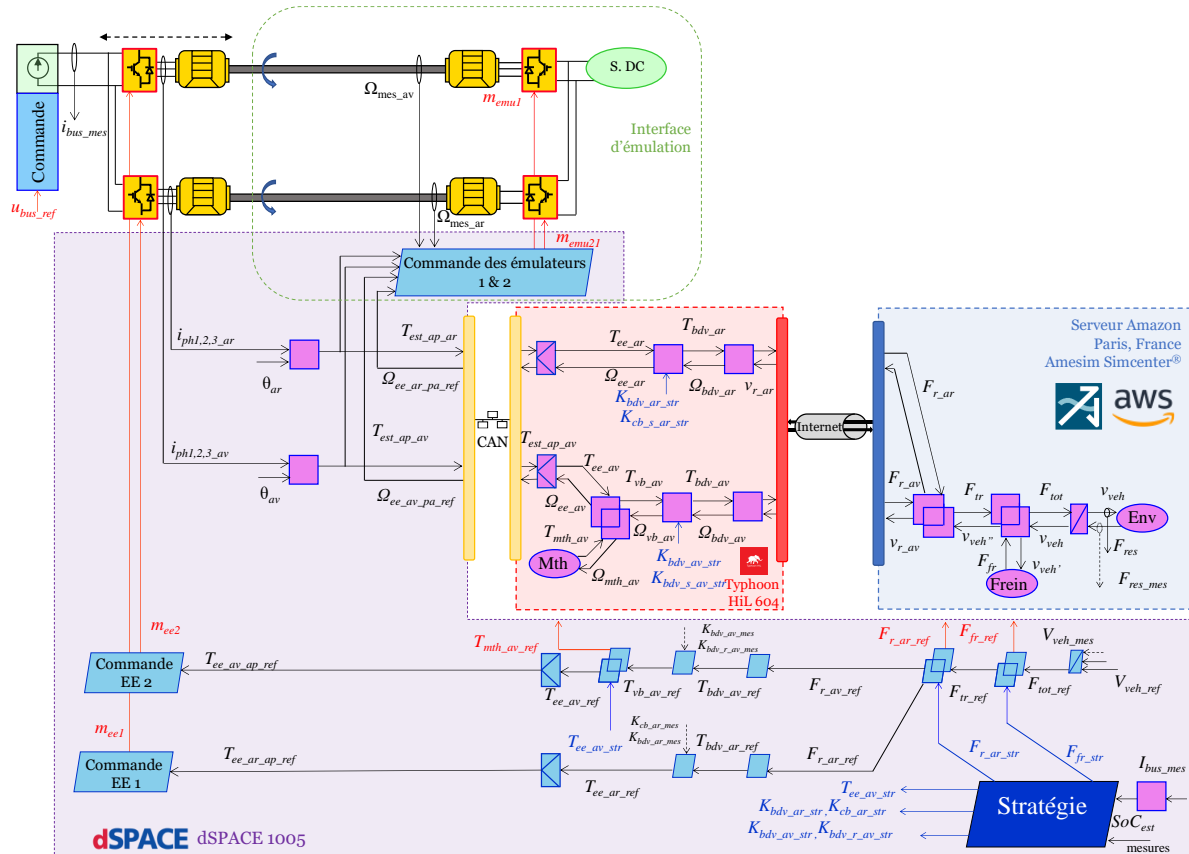 S. DC
Commande
i_bus_mes
u_bus_ref
Ω_mes_av
m_emu1
Interface
d'émulation
Ω_mes_ar
m_emu21
Commande des émulateurs
1 & 2
i_ph1,2,3_ar
θ_ar
T_est_ap_ar
Ω_ee_ar_pa_ref
i_ph1,2,3_av
θ_av
T_est_ap_av
Ω_ee_av_pa_ref
CAN
T_ee_ar
T_bdv_ar
Ω_ee_ar
Ω_bdv_ar
v_r_ar
K_bdv_ar_str
K_cb_s_ar_str
T_est_ap_av
T_ee_av
Ω_ee_av
T_vb_av
T_bdv_av
Ω_vb_av
Ω_bdv_av
T_mth_av
Mth
Ω_mth_av
K_bdv_av_str
K_bdv_s_av_str
Typhoon
HiL 604
Internet
Serveur Amazon
Paris, France
Amesim Simcenter®
aws
F_r_ar
F_r_av
v_r_av
F_tr
v_veh''
F_tot
v_veh
v_veh
Env
F_res
F_fr
v_veh'
Frein
F_res_mes
m_ee2
Commande
EE 2
T_ee_av_ap_ref
T_mth_av_ref
K_bdv_av_mes
K_bdv_r_av_mes
T_ee_av_ref
T_vb_av_ref
T_bdv_av_ref
F_r_av_ref
F_r_ar_ref
F_fr_ref
F_tr_ref
F_tot_ref
V_veh_mes
V_veh_ref
m_ee1
Commande
EE 1
T_ee_ar_ap_ref
T_ee_av_str
K_cb_ar_mes
K_bdv_ar_mes
T_ee_ar_ref
T_bdv_ar_ref
F_r_ar_ref
F_r_ar_str
F_fr_str
T_ee_av_str
K_bdv_ar_str, K_cb_ar_str
K_bdv_av_str, K_bdv_r_av_str
Stratégie
I_bus_mes
SoC_est
mesures
dSPACE dSPACE 1005